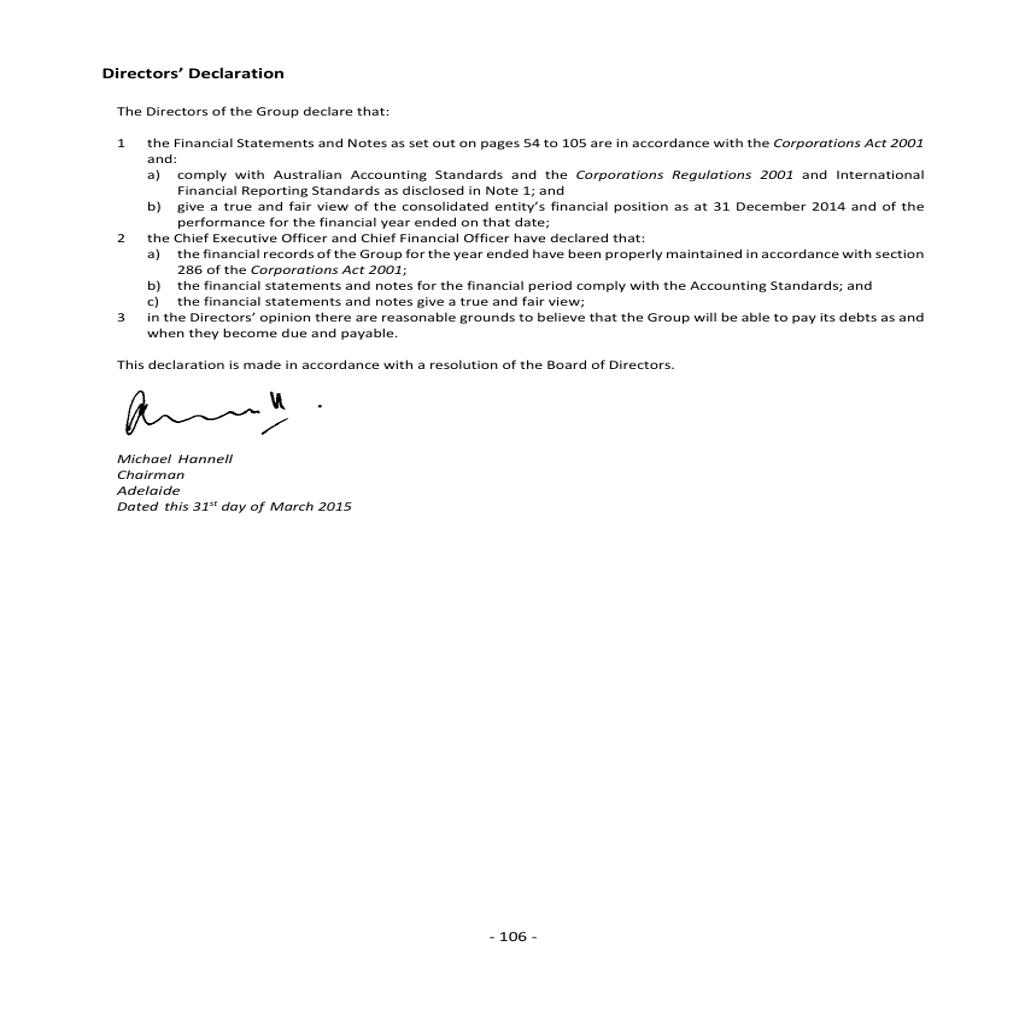 Directors’ Declaration
The Directors of the Group declare that:
1 the Financial Statements and Notes as set out on pages 54 to 105 are in accordance with the Corporations Act 2001
and:
a) comply with Australian Accounting Standards and the Corporations Regulations 2001 and International
Financial Reporting Standards as disclosed in Note 1; and
b) give a true and fair view of the consolidated entity’s financial position as at 31 December 2014 and of the
performance for the financial year ended on that date;
2 the Chief Executive Officer and Chief Financial Officer have declared that:
a) the financial records of the Group for the year ended have been properly maintained in accordance with section
286 of the Corporations Act 2001;
b) the financial statements and notes for the financial period comply with the Accounting Standards; and
c) the financial statements and notes give a true and fair view;
3 in the Directors’ opinion there are reasonable grounds to believe that the Group will be able to pay its debts as and
when they become due and payable.
This declaration is made in accordance with a resolution of the Board of Directors.
Michael Hannell
Chairman
Adelaide
Dated this 31st day of March 2015
- 106 -